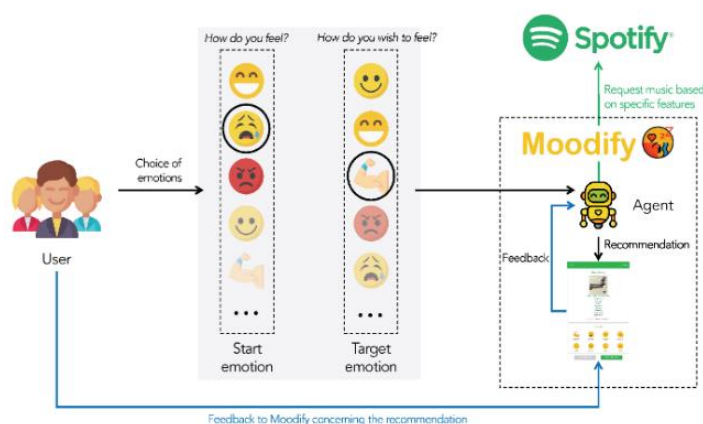 How do you feel?
How do you wish to feel?
Spotify®
Request music based
on specific features
Moodify
Choice of
emotions
Agent
User
Feedback
Recommendation
...
...
Start
emotion
Target
emotion
Feedback to Moodify concerning the recommendation